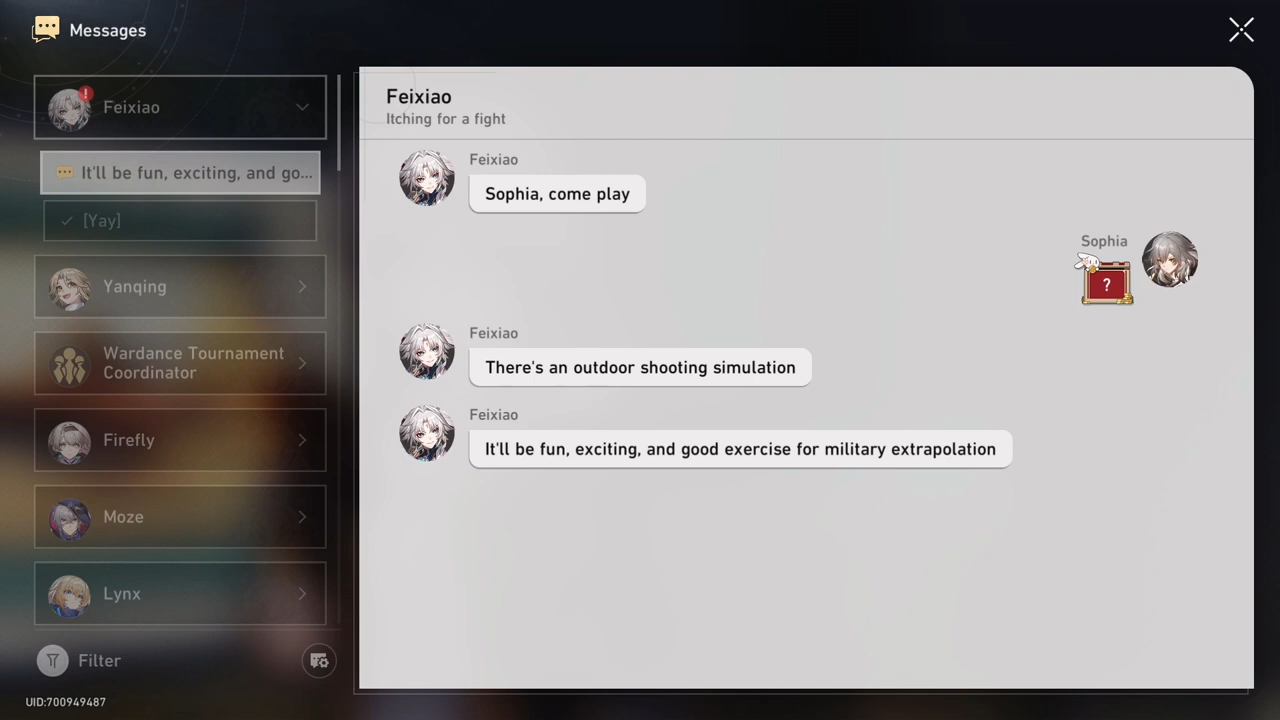 Messages
Feixiao
It'll be fun, exciting, and go...
[Yay]
Yanqing
Wardance Tournament
Coordinator
Firefly
Moze
Lynx
Filter
UID:700949487
Feixiao
Itching for a fight
Feixiao
Sophia, come play
Sophia
?
Feixiao
There's an outdoor shooting simulation
Feixiao
It'll be fun, exciting, and good exercise for military extrapolation